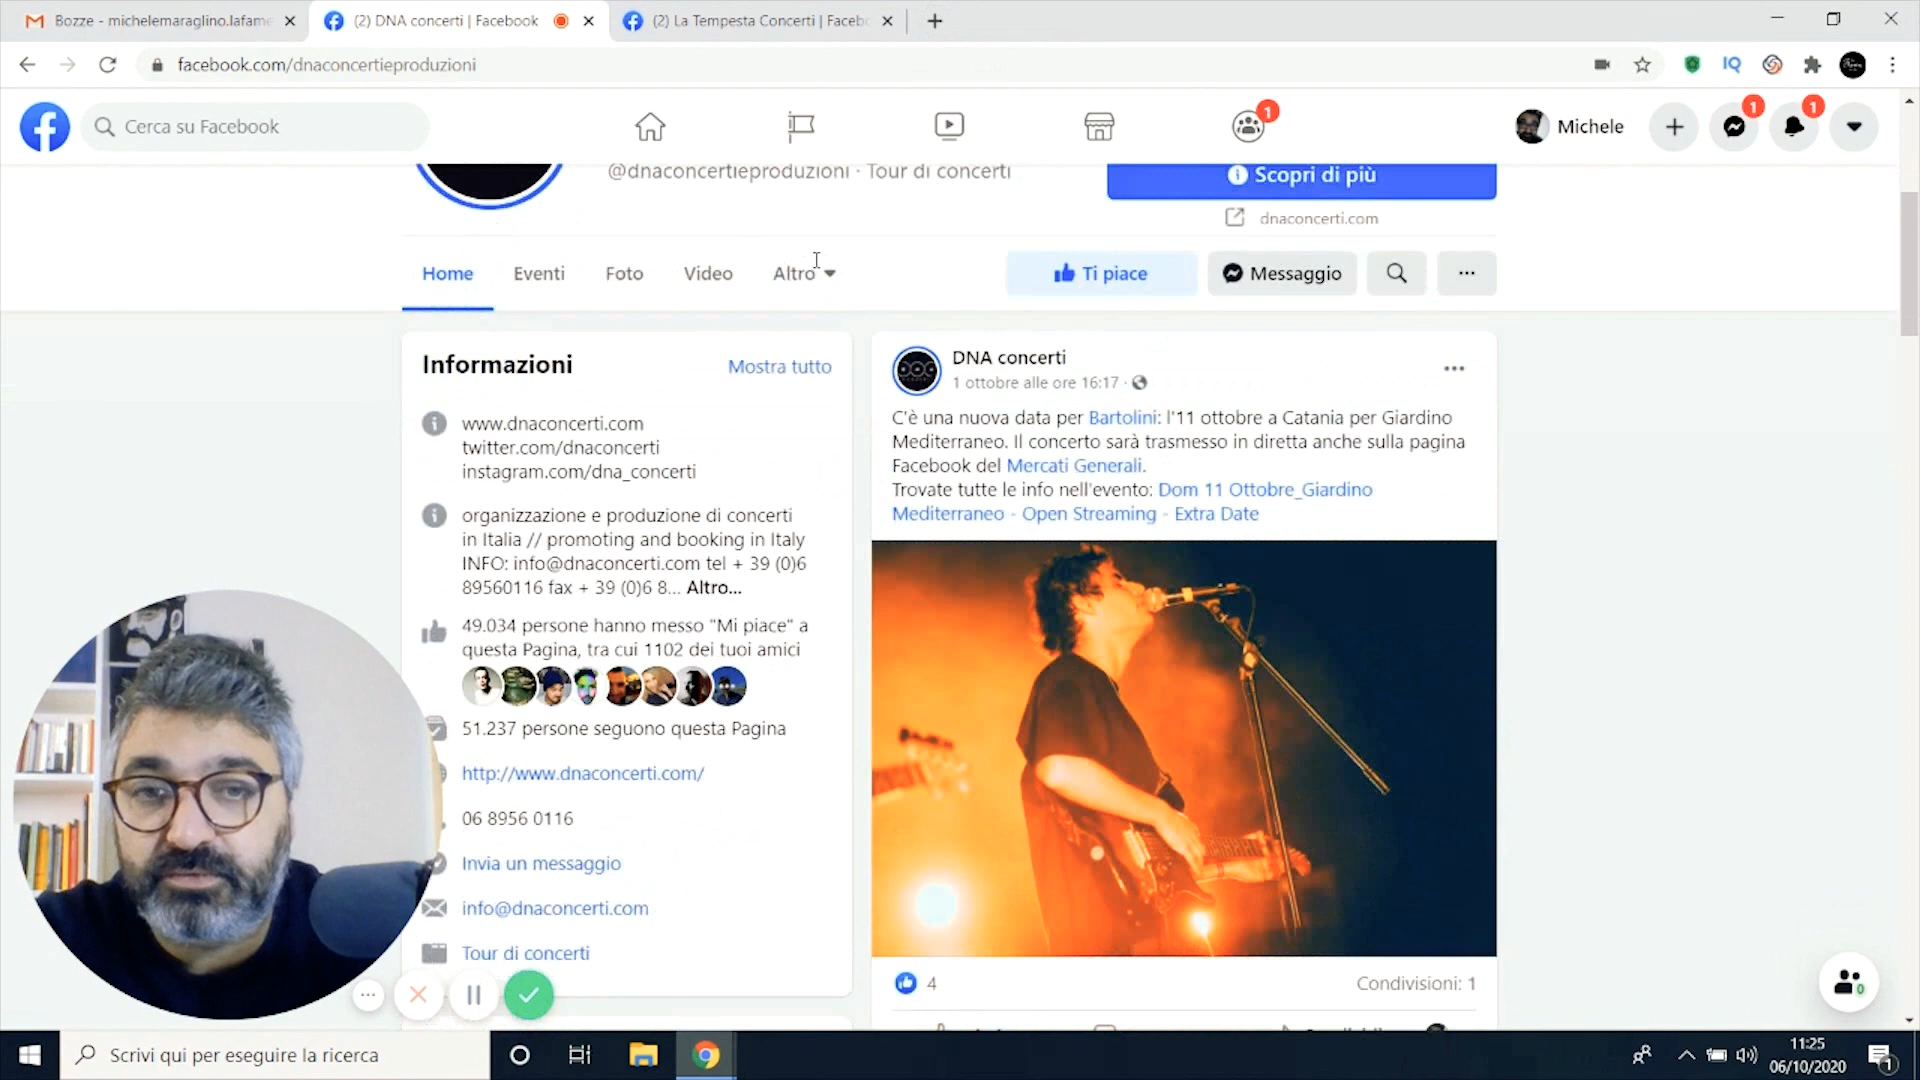 Bozze - michelemaraglino.lafame
(2) DNA concerti | Facebook
(2) La Tempesta Concerti | Faceb
facebook.com/dnaconcertieproduzioni
IQ
Cerca su Facebook
1
Michele
1
1
@dnaconcertieproduzioni · Tour di concerti
Scopri di più
dnaconcerti.com
Home
Eventi
Foto
Video
Altro
Ti piace
Messaggio
Informazioni
Mostra tutto
www.dnaconcerti.com
twitter.com/dnaconcerti
instagram.com/dna_concerti
organizzazione e produzione di concerti
in Italia // promoting and booking in Italy
INFO: info@dnaconcerti.com tel + 39 (0)6
89560116 fax + 39 (0)6 8... Altro...
49.034 persone hanno messo "Mi piace" a
questa Pagina, tra cui 1102 dei tuoi amici
51.237 persone seguono questa Pagina
http://www.dnaconcerti.com/
06 8956 0116
Invia un messaggio
info@dnaconcerti.com
Tour di concerti
DNA concerti
1 ottobre alle ore 16:17 ·
C'è una nuova data per Bartolini: l'11 ottobre a Catania per Giardino
Mediterraneo. Il concerto sarà trasmesso in diretta anche sulla pagina
Facebook del Mercati Generali.
Trovate tutte le info nell'evento: Dom 11 Ottobre_Giardino
Mediterraneo - Open Streaming - Extra Date
4
Condivisioni: 1
0
Scrivi qui per eseguire la ricerca
11:25
06/10/2020
1